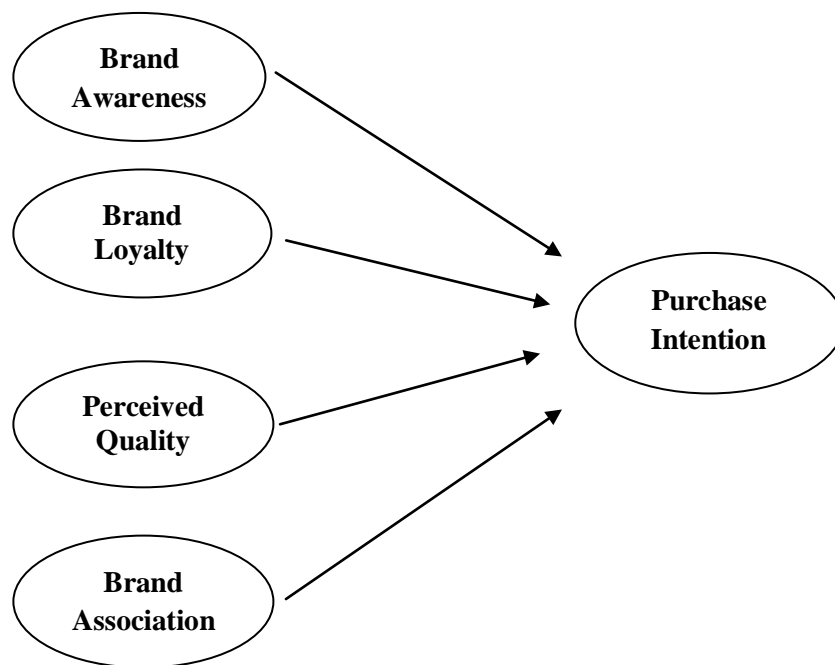 Brand
Awareness
Brand
Loyalty
Purchase
Intention
Perceived
Quality
Brand
Association